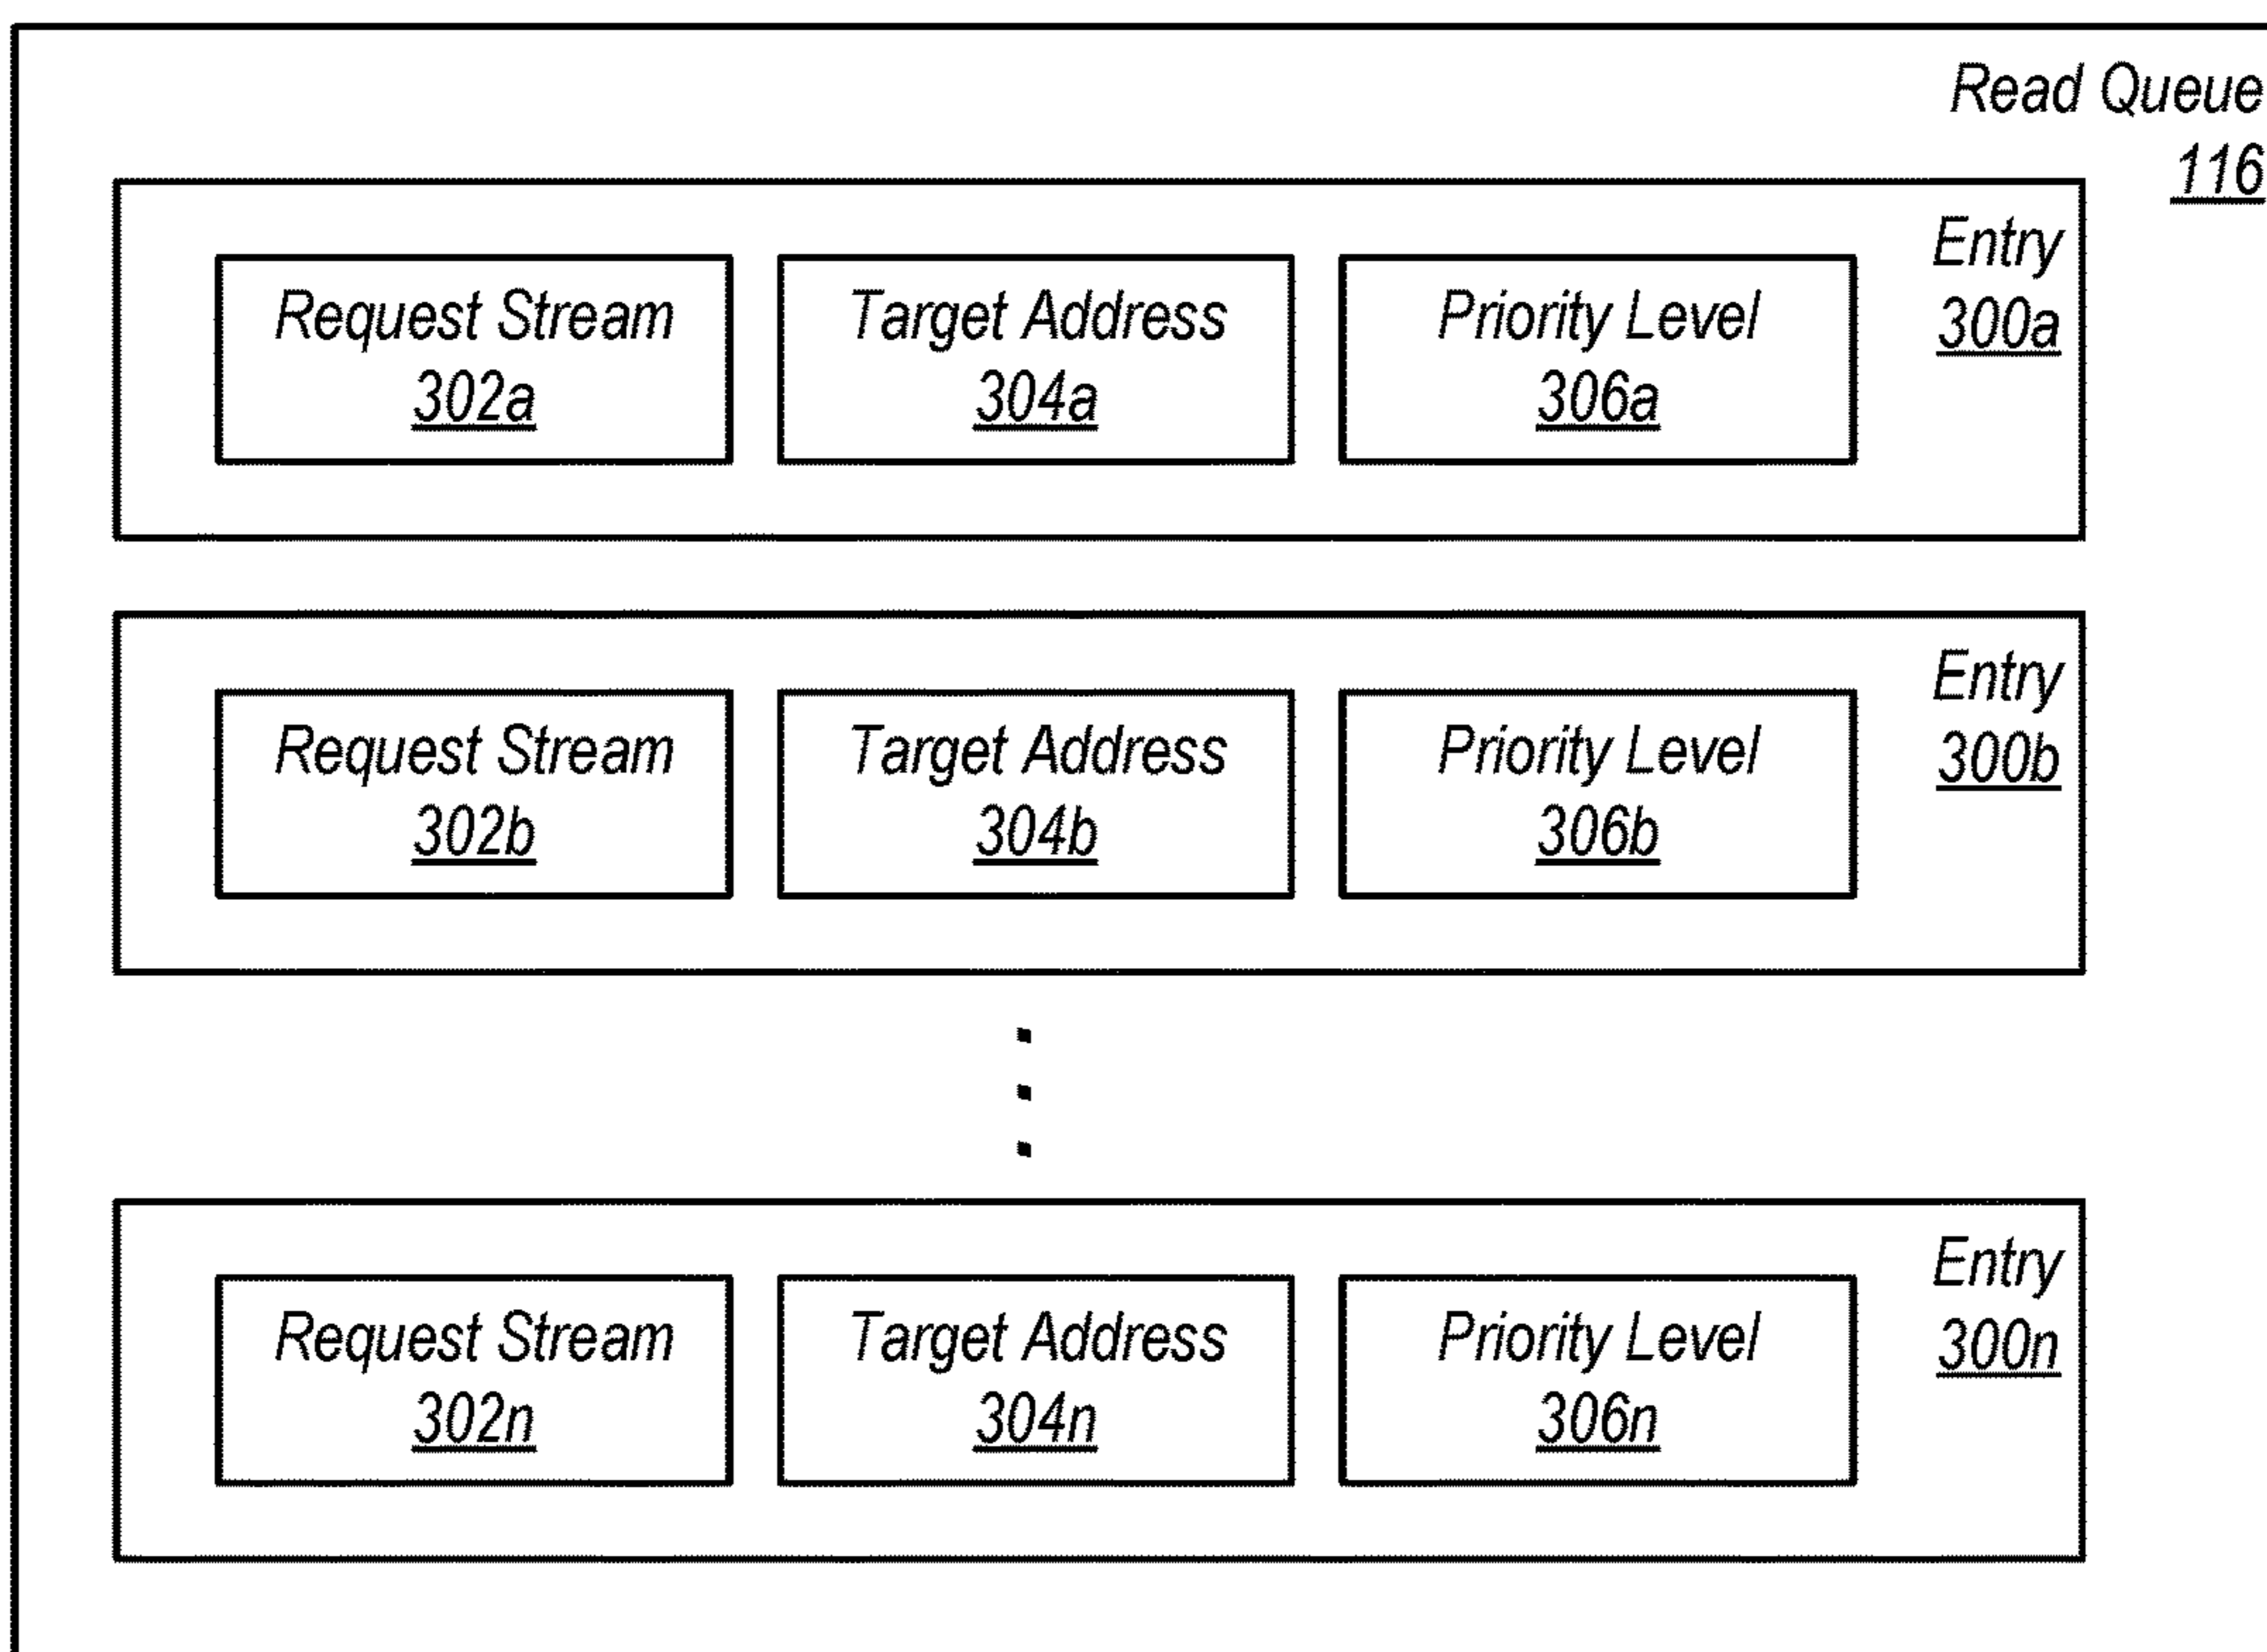 Read Queue
116
Entry
300a
Request Stream
302a
Target Address
304a
Priority Level
306a
Entry
300b
Request Stream
302b
Target Address
304b
Priority Level
306b
Entry
300n
Request Stream
302n
Target Address
304n
Priority Level
306n